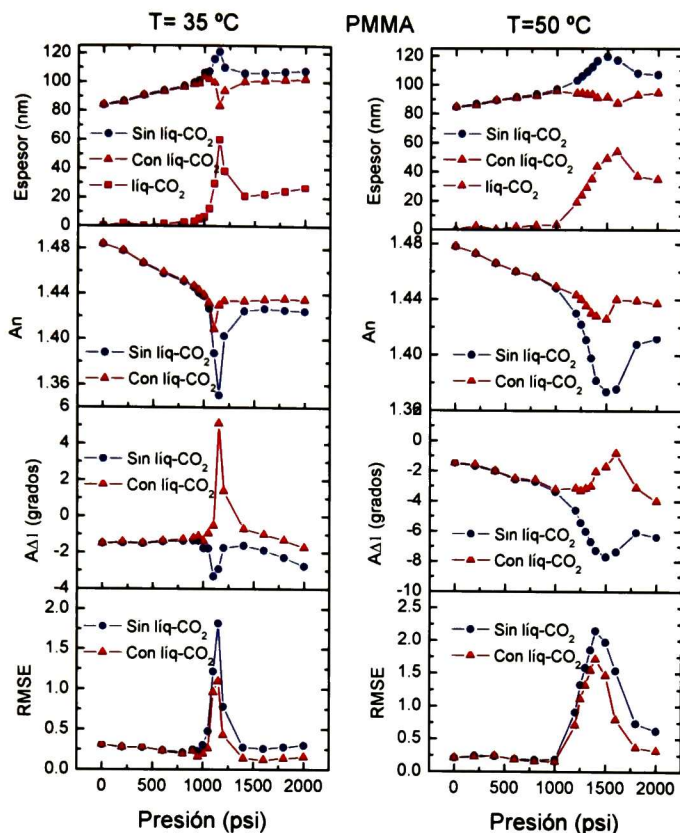 T= 35 ºC PMMA T=50 ºC
120
100
80
60
40
20
0
Espesor (nm)
Sin líq-CO2
Con líq-CO2
líq-CO2
1.48
1.44
1.40
1.36
An
Sin líq-CO2
Con líq-CO2
6
4
2
0
-2
-4
AΔI (grados)
Sin líq-CO2
Con líq-CO2
2.0
1.5
1.0
0.5
0.0
RMSE
Sin líq-CO2
Con líq-CO2
0 500 1000 1500 2000
Presión (psi)
120
100
80
60
40
20
0
Espesor (nm)
Sin líq-CO2
Con líq-CO2
líq-CO2
1.48
1.44
1.40
1.36
An
Sin líq-CO2
Con líq-CO2
0
-2
-4
-6
-8
-10
AΔI (grados)
Sin líq-CO2
Con líq-CO2
2.5
2.0
1.5
1.0
0.5
0.0
RMSE
Sin líq-CO2
Con líq-CO2
0 500 1000 1500 2000
Presión (psi)